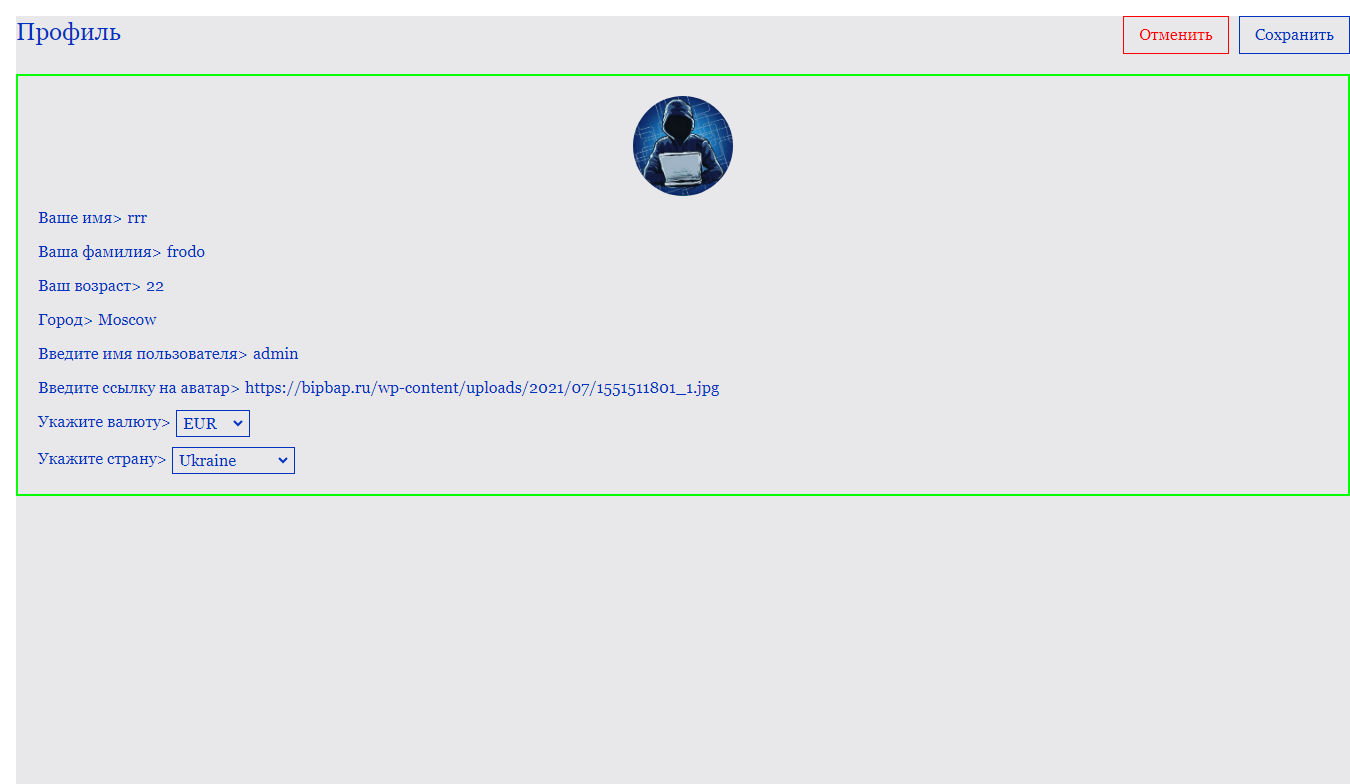 Профиль
Отменить
Сохранить
Ваше имя> rrr
Ваша фамилия> frodo
Ваш возраст> 22
Город> Moscow
Введите имя пользователя> admin
Введите ссылку на аватар> https://bipbap.ru/wp-content/uploads/2021/07/1551511801_1.jpg
Укажите валюту> EUR
Укажите страну> Ukraine